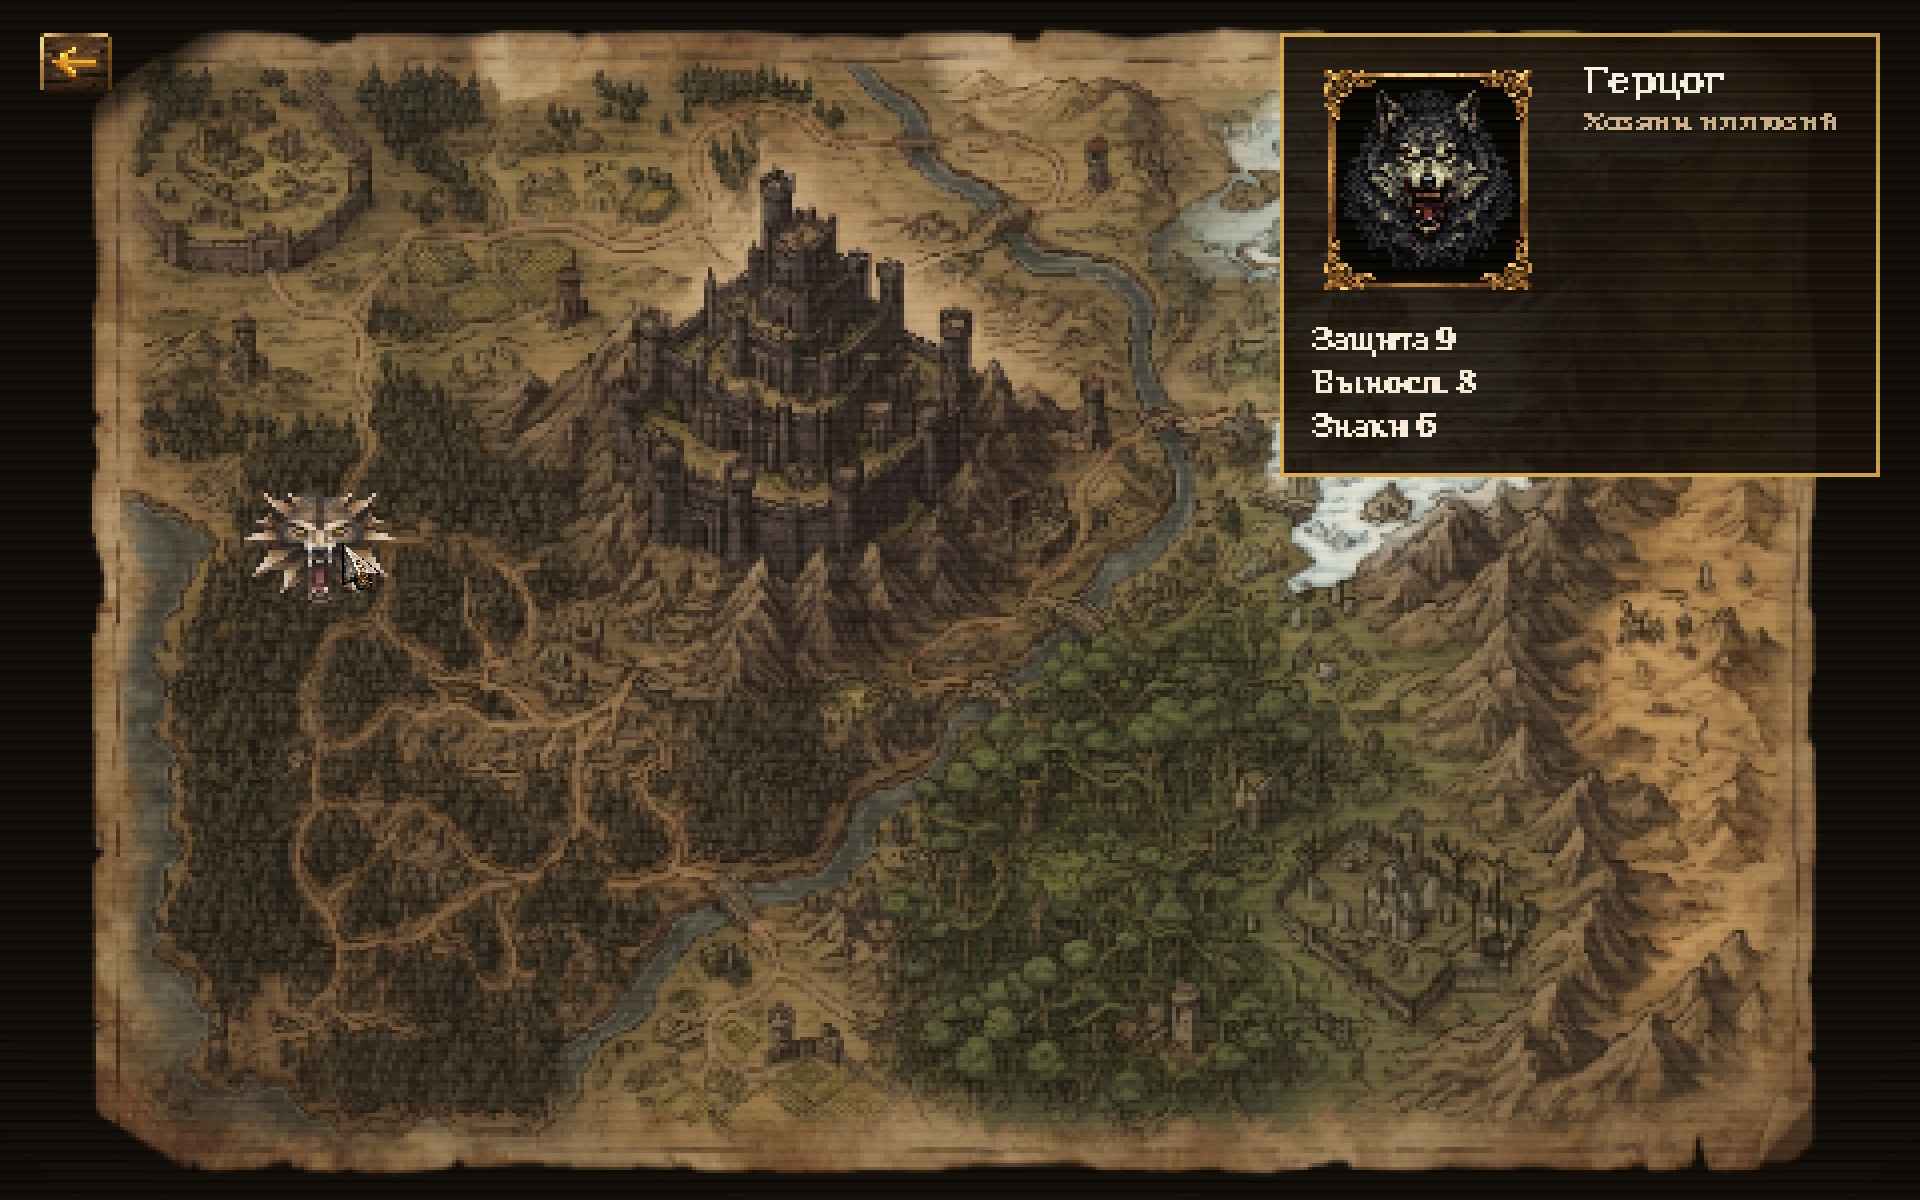 Герцог
Хозяин иллюзий
Защита 9
Выносл. 8
Знаки 6